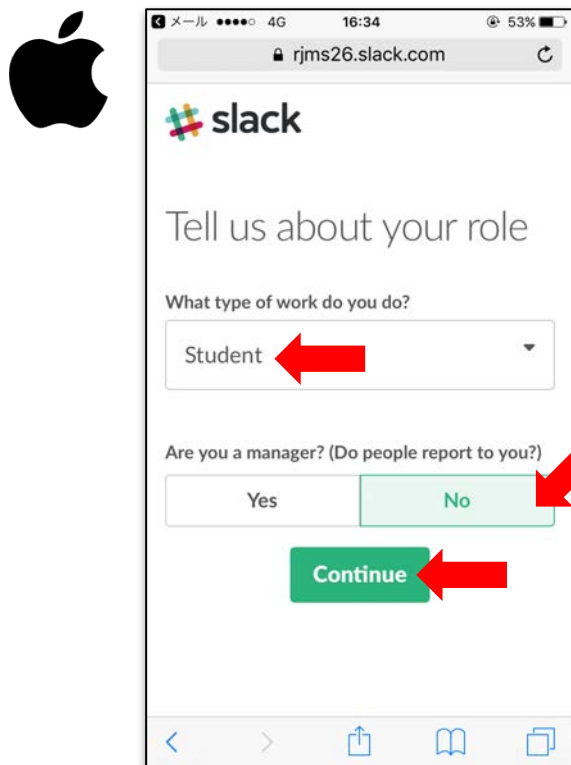 メール 4G 16:34 53%
rjms26.slack.com
slack
Tell us about your role
What type of work do you do?
Student
Are you a manager? (Do people report to you?)
Yes No
Continue